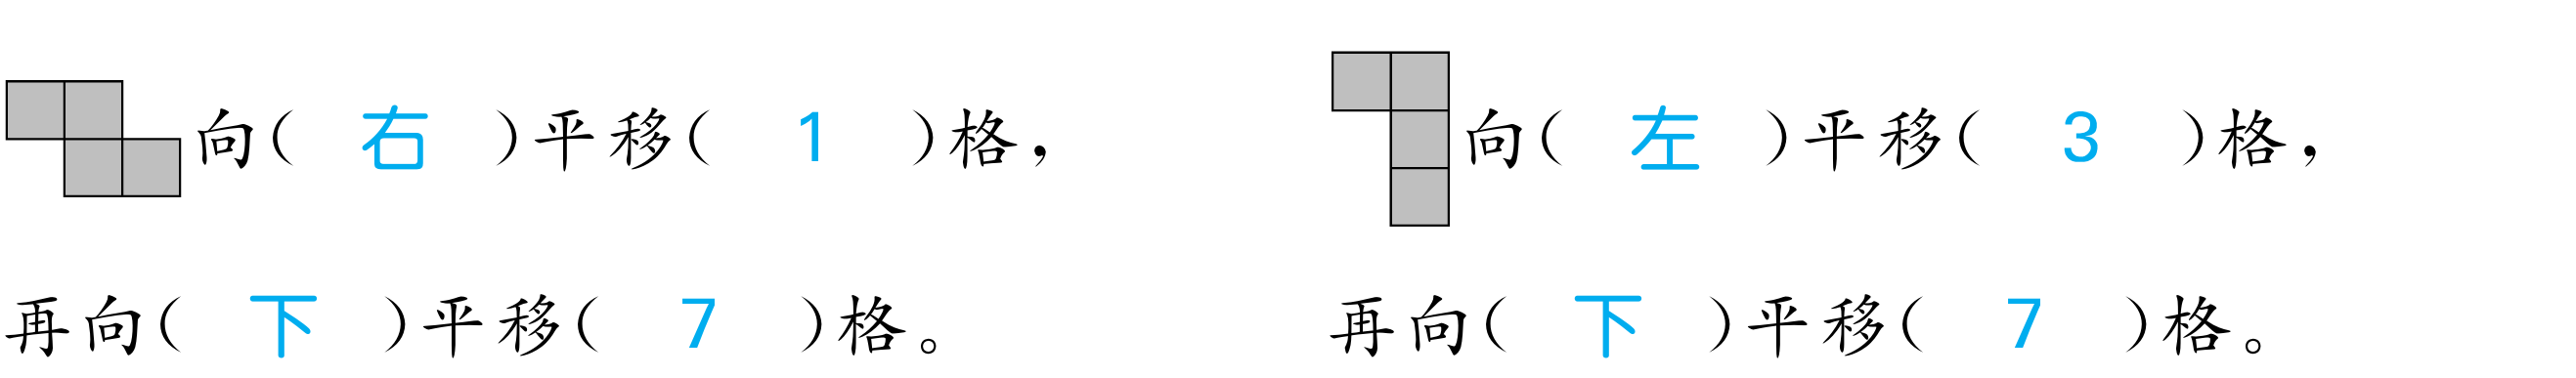 向( 右 )平移( 1 )格，
再向( 下 )平移( 7 )格。
向( 左 )平移( 3 )格，
再向( 下 )平移( 7 )格。